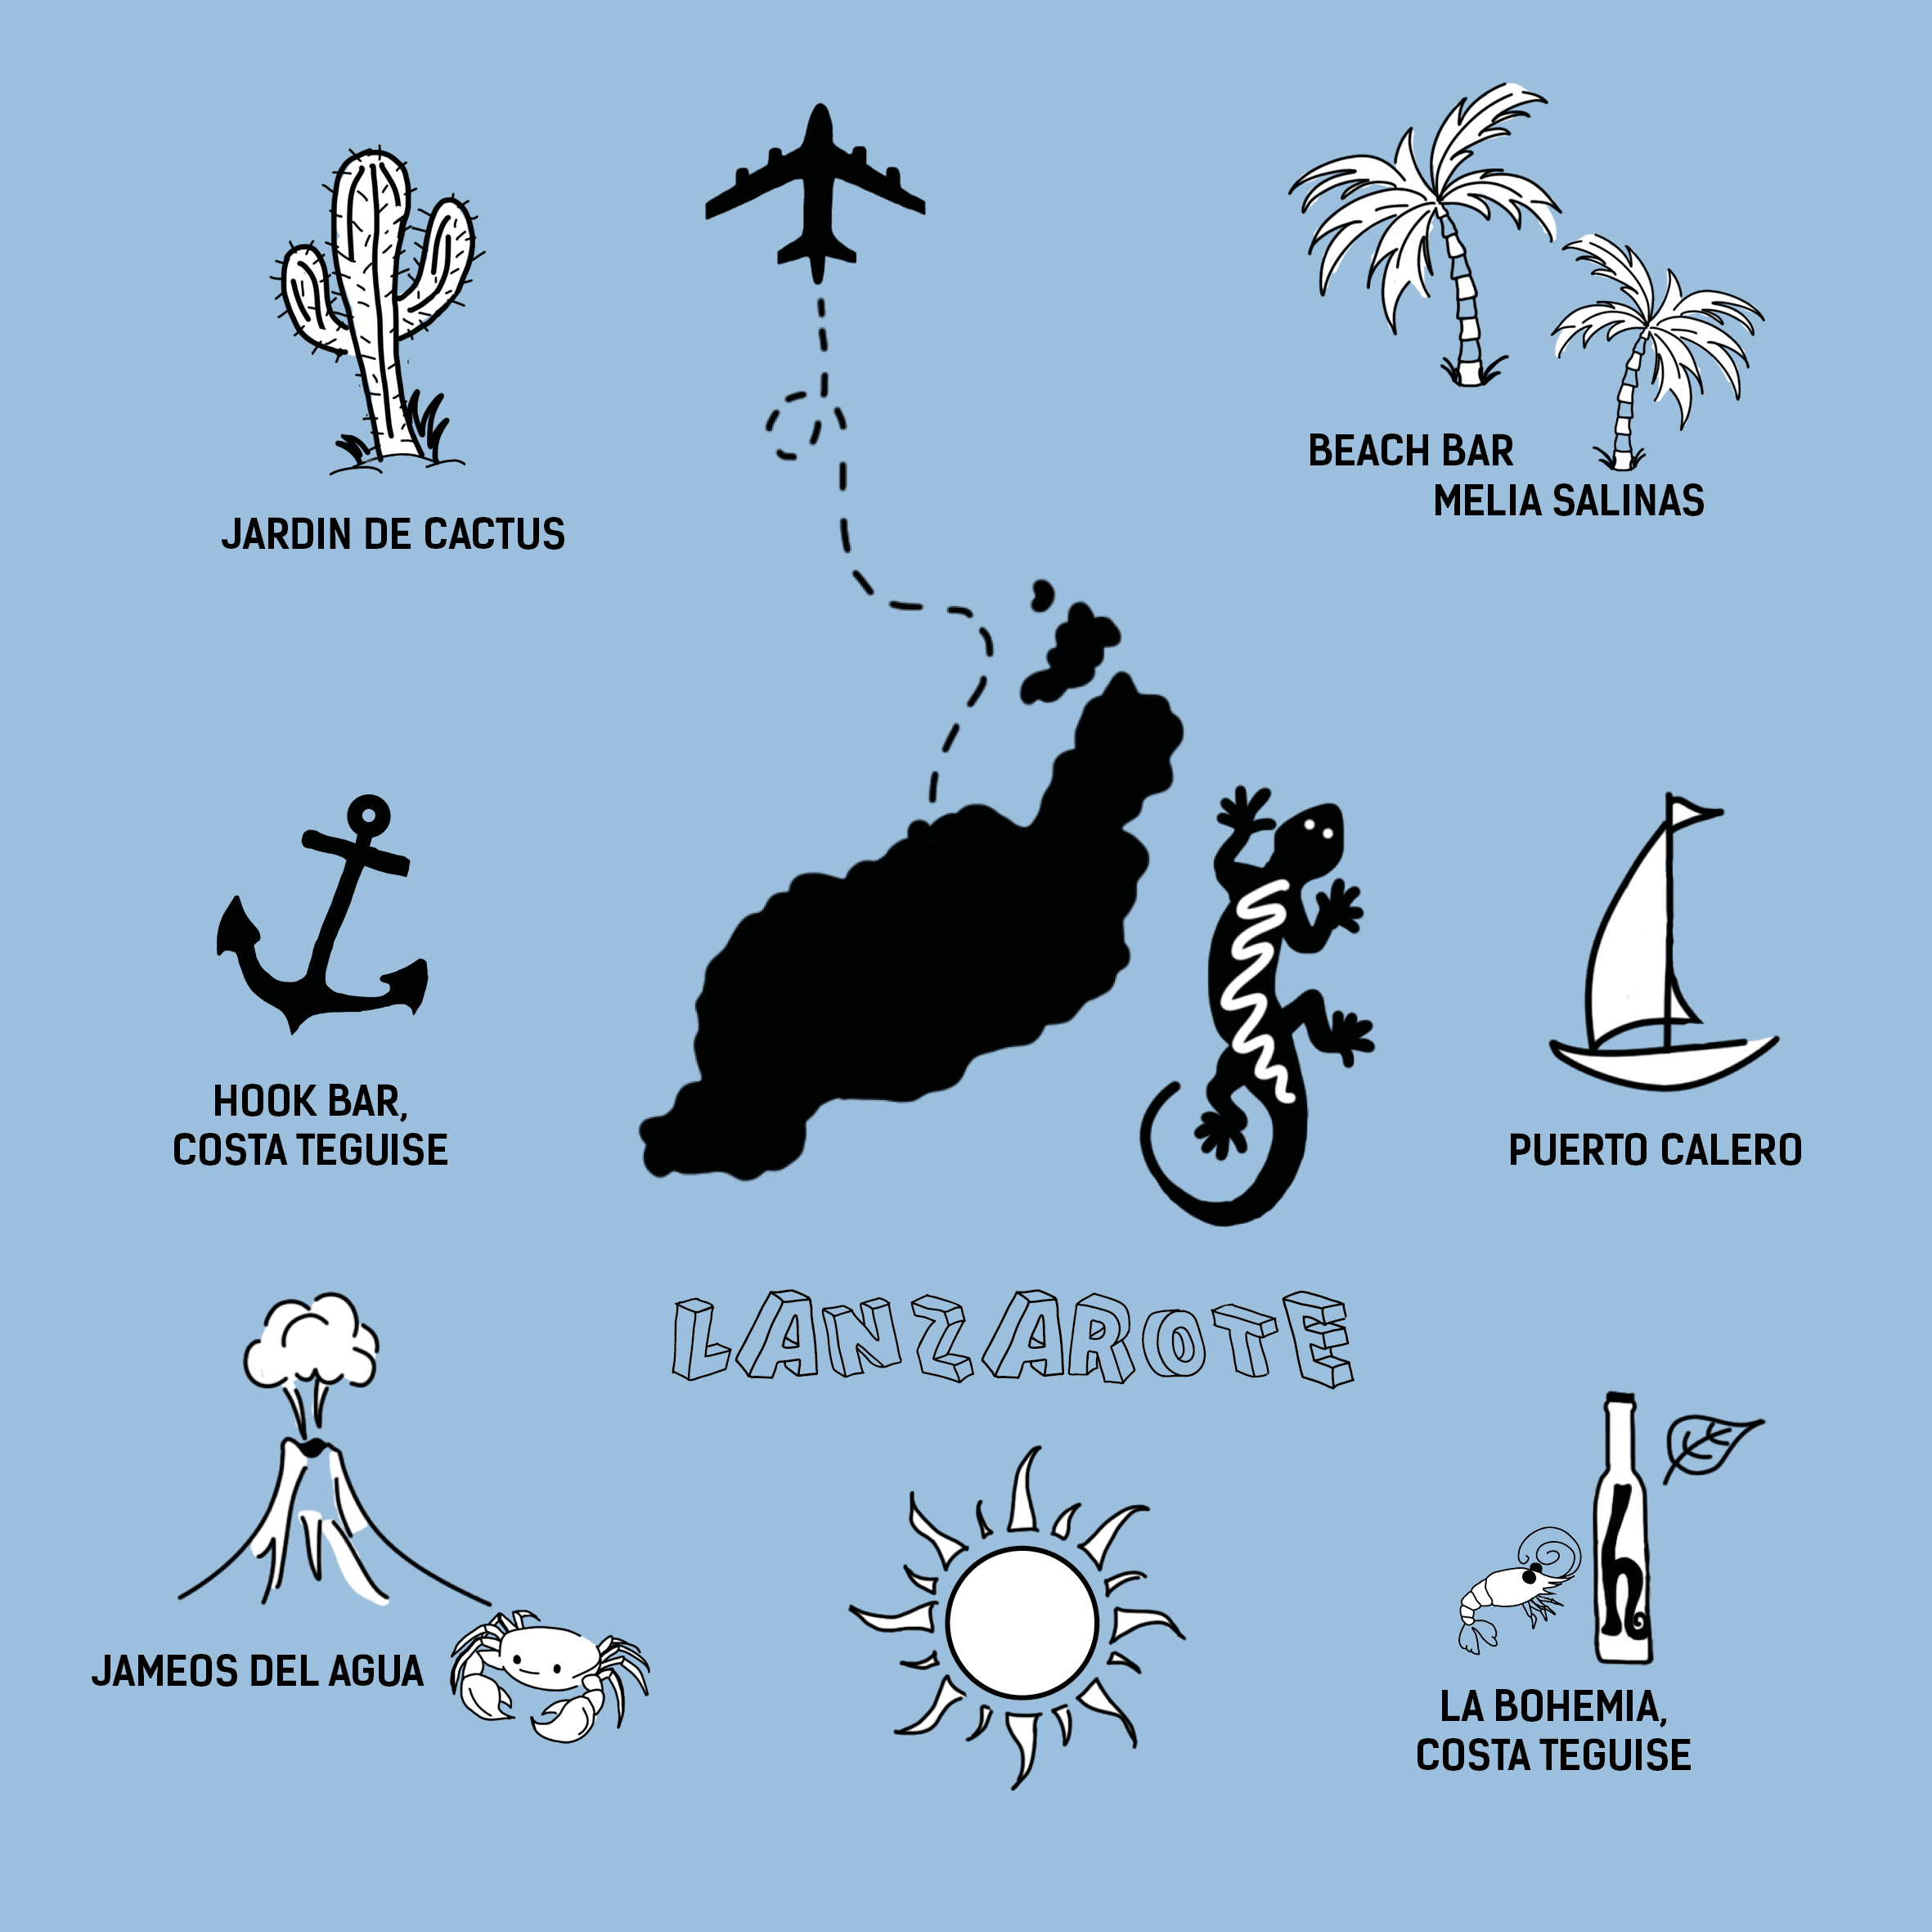 JARDIN DE CACTUS
BEACH BAR
MELIA SALINAS
HOOK BAR,
COSTA TEGUISE
PUERTO CALERO
LANZAROTE
JAMEOS DEL AGUA
h
LA BOHEMIA,
COSTA TEGUISE